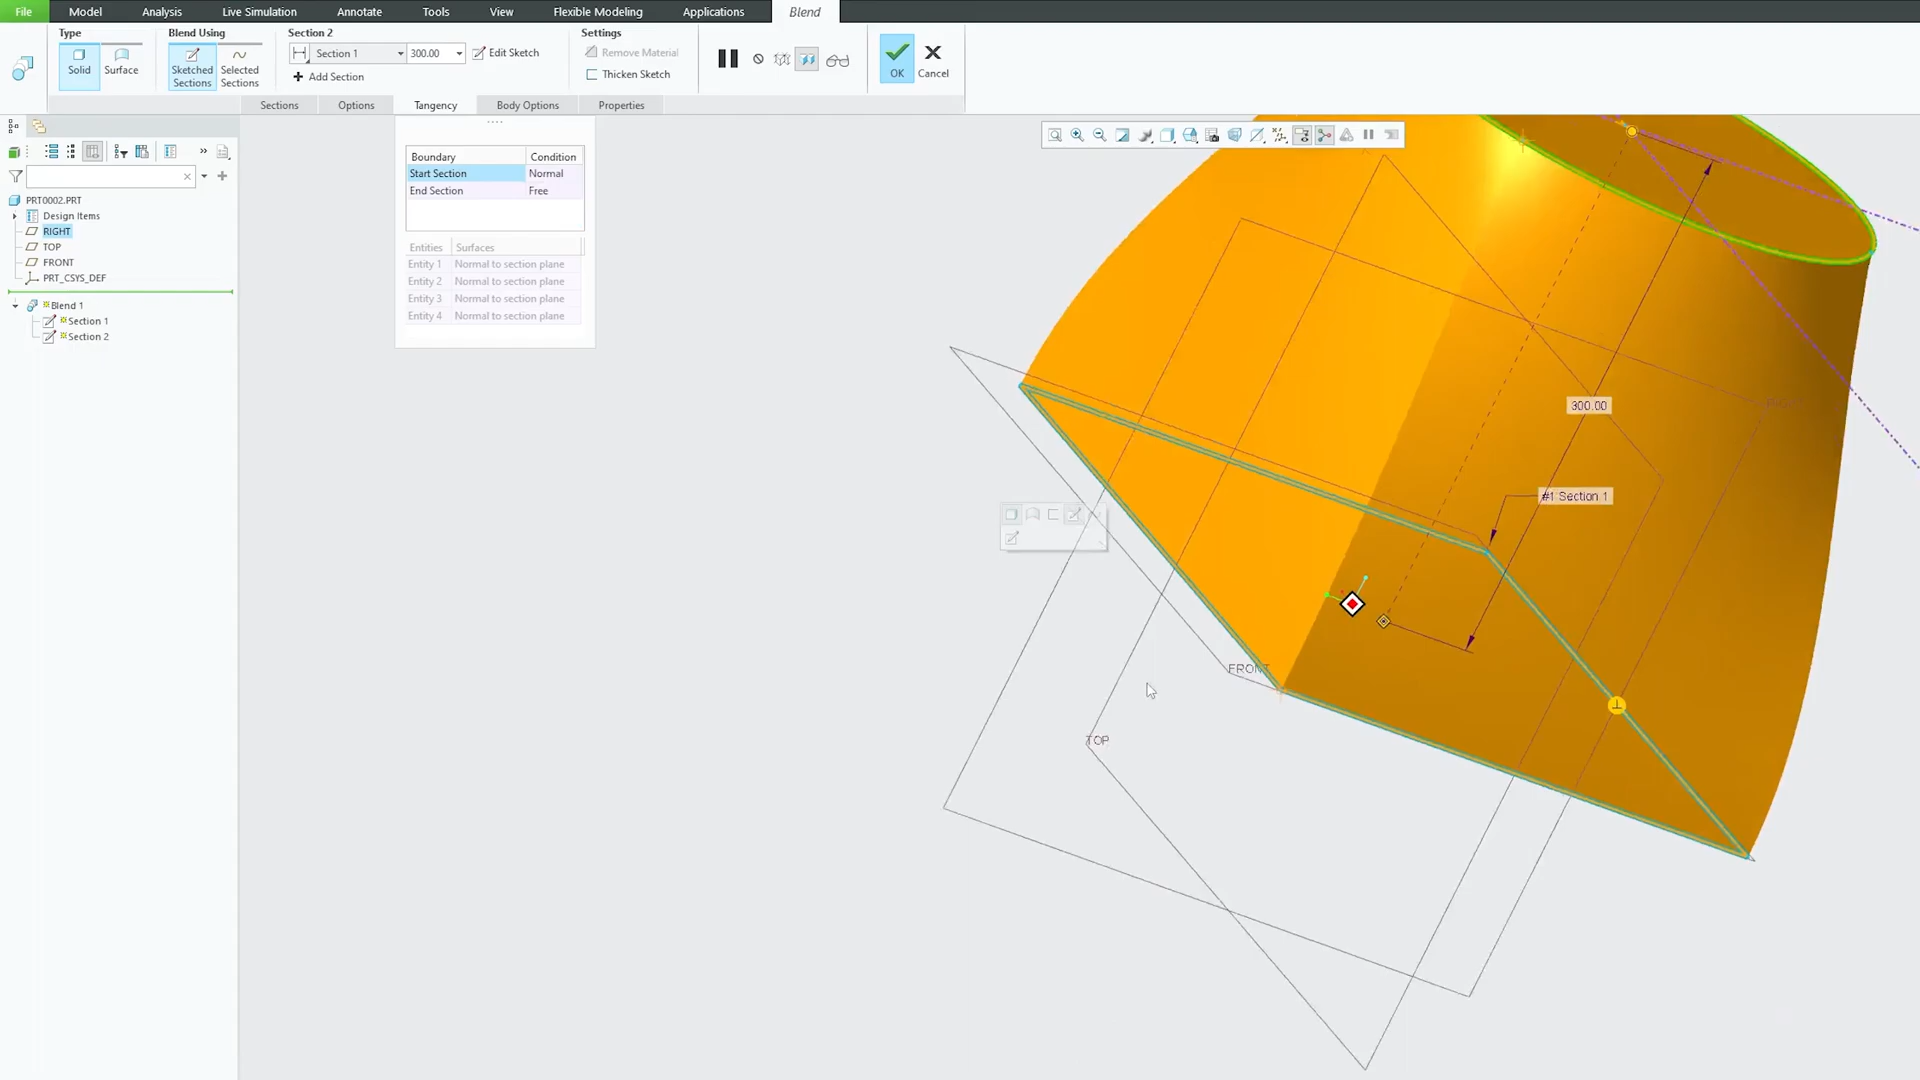 File Model Analysis Live Simulation Annotate Tools View Flexible Modeling Applications Blend
Type Blend Using Section 2 Settings
Solid Surface Sketched Sections Selected Sections Section 1 300.00 Edit Sketch Remove Material OK Cancel
Add Section Thicken Sketch
Sections Options Tangency Body Options Properties
Boundary Condition
Start Section Normal
End Section Free
Entities Surfaces
Entity 1 Normal to section plane
Entity 2 Normal to section plane
Entity 3 Normal to section plane
Entity 4 Normal to section plane
PRT0002.PRT
Design Items
RIGHT
TOP
FRONT
PRT_CSYS_DEF
Blend 1
Section 1
Section 2
300.00
RIGHT
#1 Section 1
FRONT
TOP